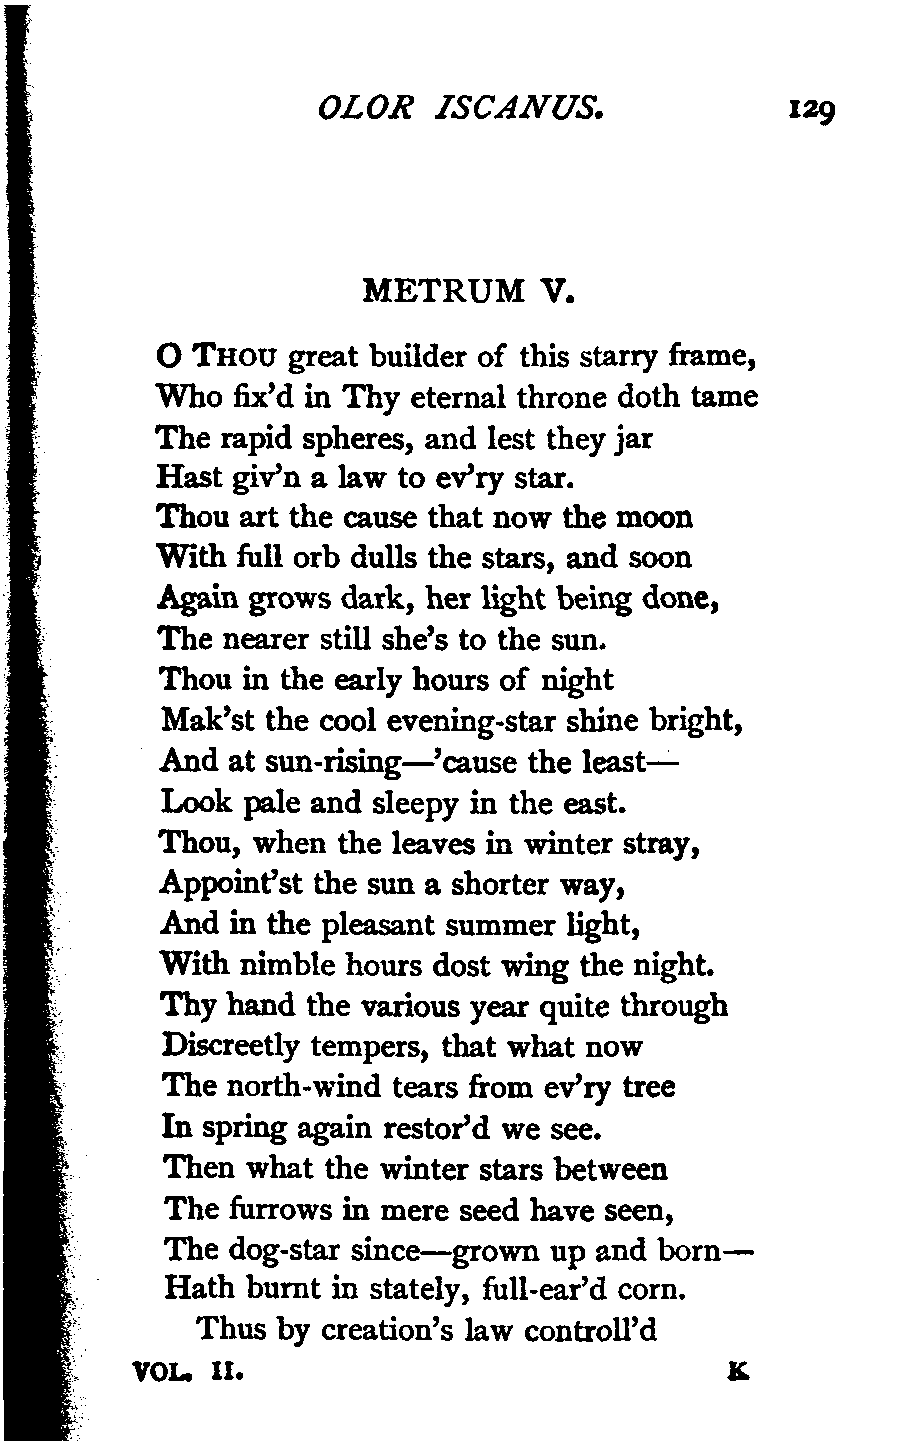 OLOR ISCANUS. 129
METRUM V.
O THOU great builder of this starry frame,
Who fix'd in Thy eternal throne doth tame
The rapid spheres, and lest they jar
Hast giv'n a law to ev'ry star.
Thou art the cause that now the moon
With full orb dulls the stars, and soon
Again grows dark, her light being done,
The nearer still she's to the sun.
Thou in the early hours of night
Mak'st the cool evening-star shine bright,
And at sun-rising—'cause the least—
Look pale and sleepy in the east.
Thou, when the leaves in winter stray,
Appoint'st the sun a shorter way,
And in the pleasant summer light,
With nimble hours dost wing the night.
Thy hand the various year quite through
Discreetly tempers, that what now
The north-wind tears from ev'ry tree
In spring again restor'd we see.
Then what the winter stars between
The furrows in mere seed have seen,
The dog-star since—grown up and born—
Hath burnt in stately, full-ear'd corn.
Thus by creation's law controll'd
VOL. II. K